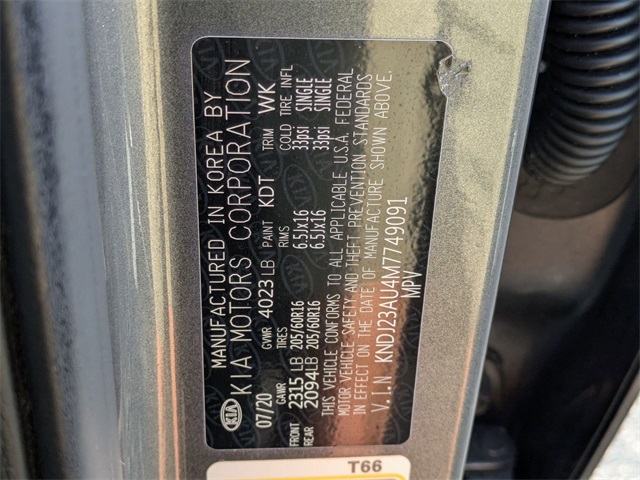 KIA
MANUFACTURED IN KOREA BY
KIA MOTORS CORPORATION
07/20 GVWR 4023 LB PAINT KDT TRIM WK
GAWR TIRES RIMS COLD TIRE INFL
FRONT 2315 LB 205/60R16 6.5Jx16 33psi SINGLE
REAR 2094LB 205/60R16 6.5Jx16 33psi SINGLE
THIS VEHICLE CONFORMS TO ALL APPLICABLE U.S.A. FEDERAL
MOTOR VEHICLE SAFETY AND THEFT PREVENTION STANDARDS
IN EFFECT ON THE DATE OF MANUFACTURE SHOWN ABOVE.
V.I.N KNDJ23AU4M7749091
MPV
T66